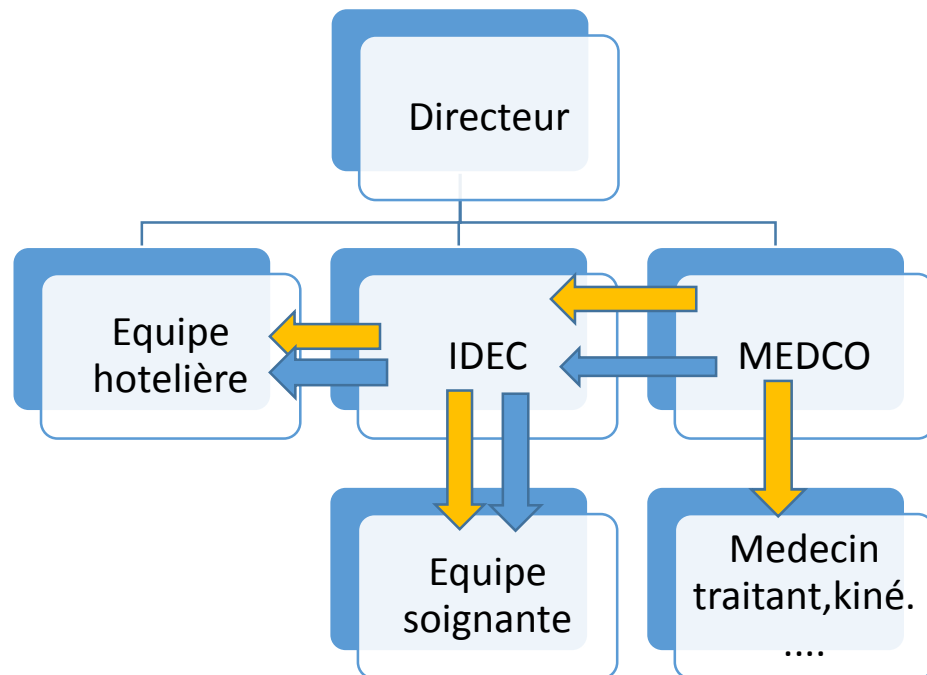 Directeur
Equipe
hotelière
IDEC
MEDCO
Equipe
soignante
Medecin
traitant,kiné.
....